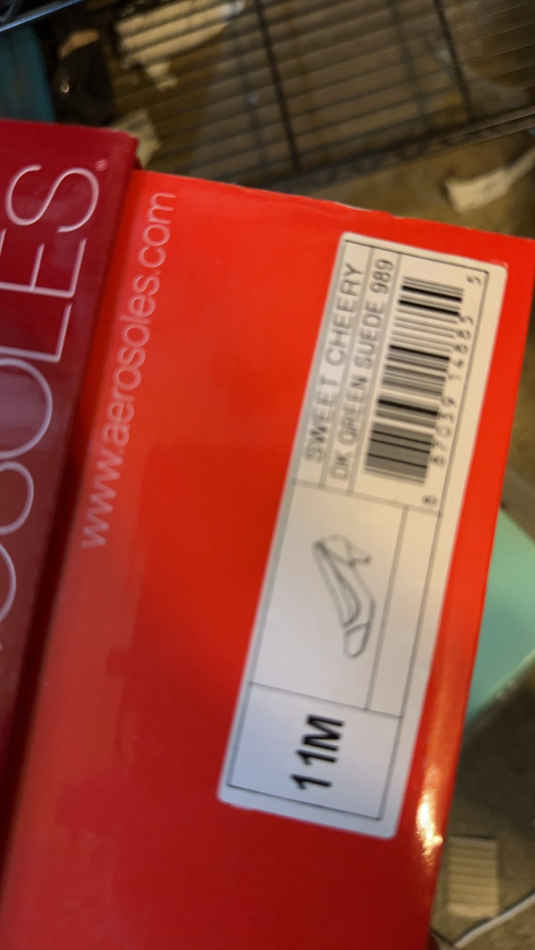 OSOLES
www.aerosoles.com
SWEET CHEERY
DK GREEN SUEDE 989
11M